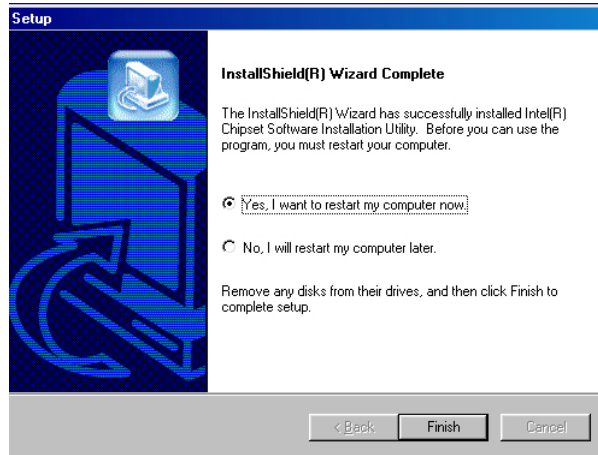 Setup
InstallShield(R) Wizard Complete
The InstallShield(R) Wizard has successfully installed Intel(R)
Chipset Software Installation Utility. Before you can use the
program, you must restart your computer.
Yes, I want to restart my computer now.
No, I will restart my computer later.
Remove any disks from their drives, and then click Finish to
complete setup.
< Back
Finish
Cancel